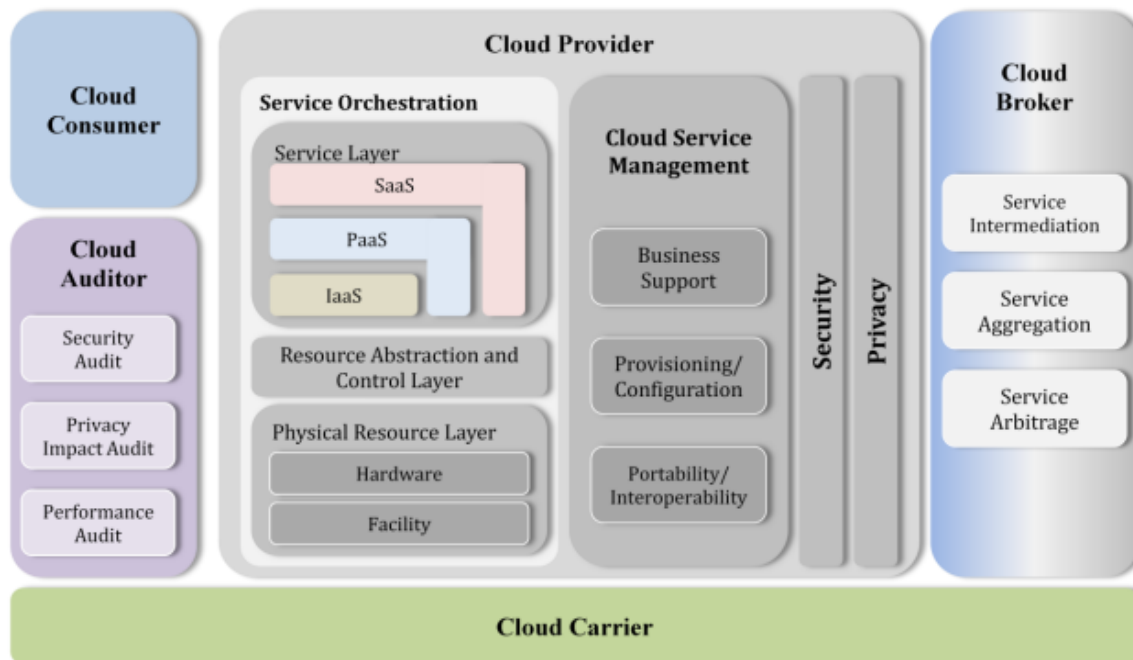 Cloud
Consumer
Cloud
Auditor
Security
Audit
Privacy
Impact Audit
Performance
Audit
Cloud Provider
Service Orchestration
Service Layer
SaaS
PaaS
IaaS
Resource Abstraction and
Control Layer
Physical Resource Layer
Hardware
Facility
Cloud Service
Management
Business
Support
Provisioning/
Configuration
Portability/
Interoperability
Security
Privacy
Cloud
Broker
Service
Intermediation
Service
Aggregation
Service
Arbitrage
Cloud Carrier